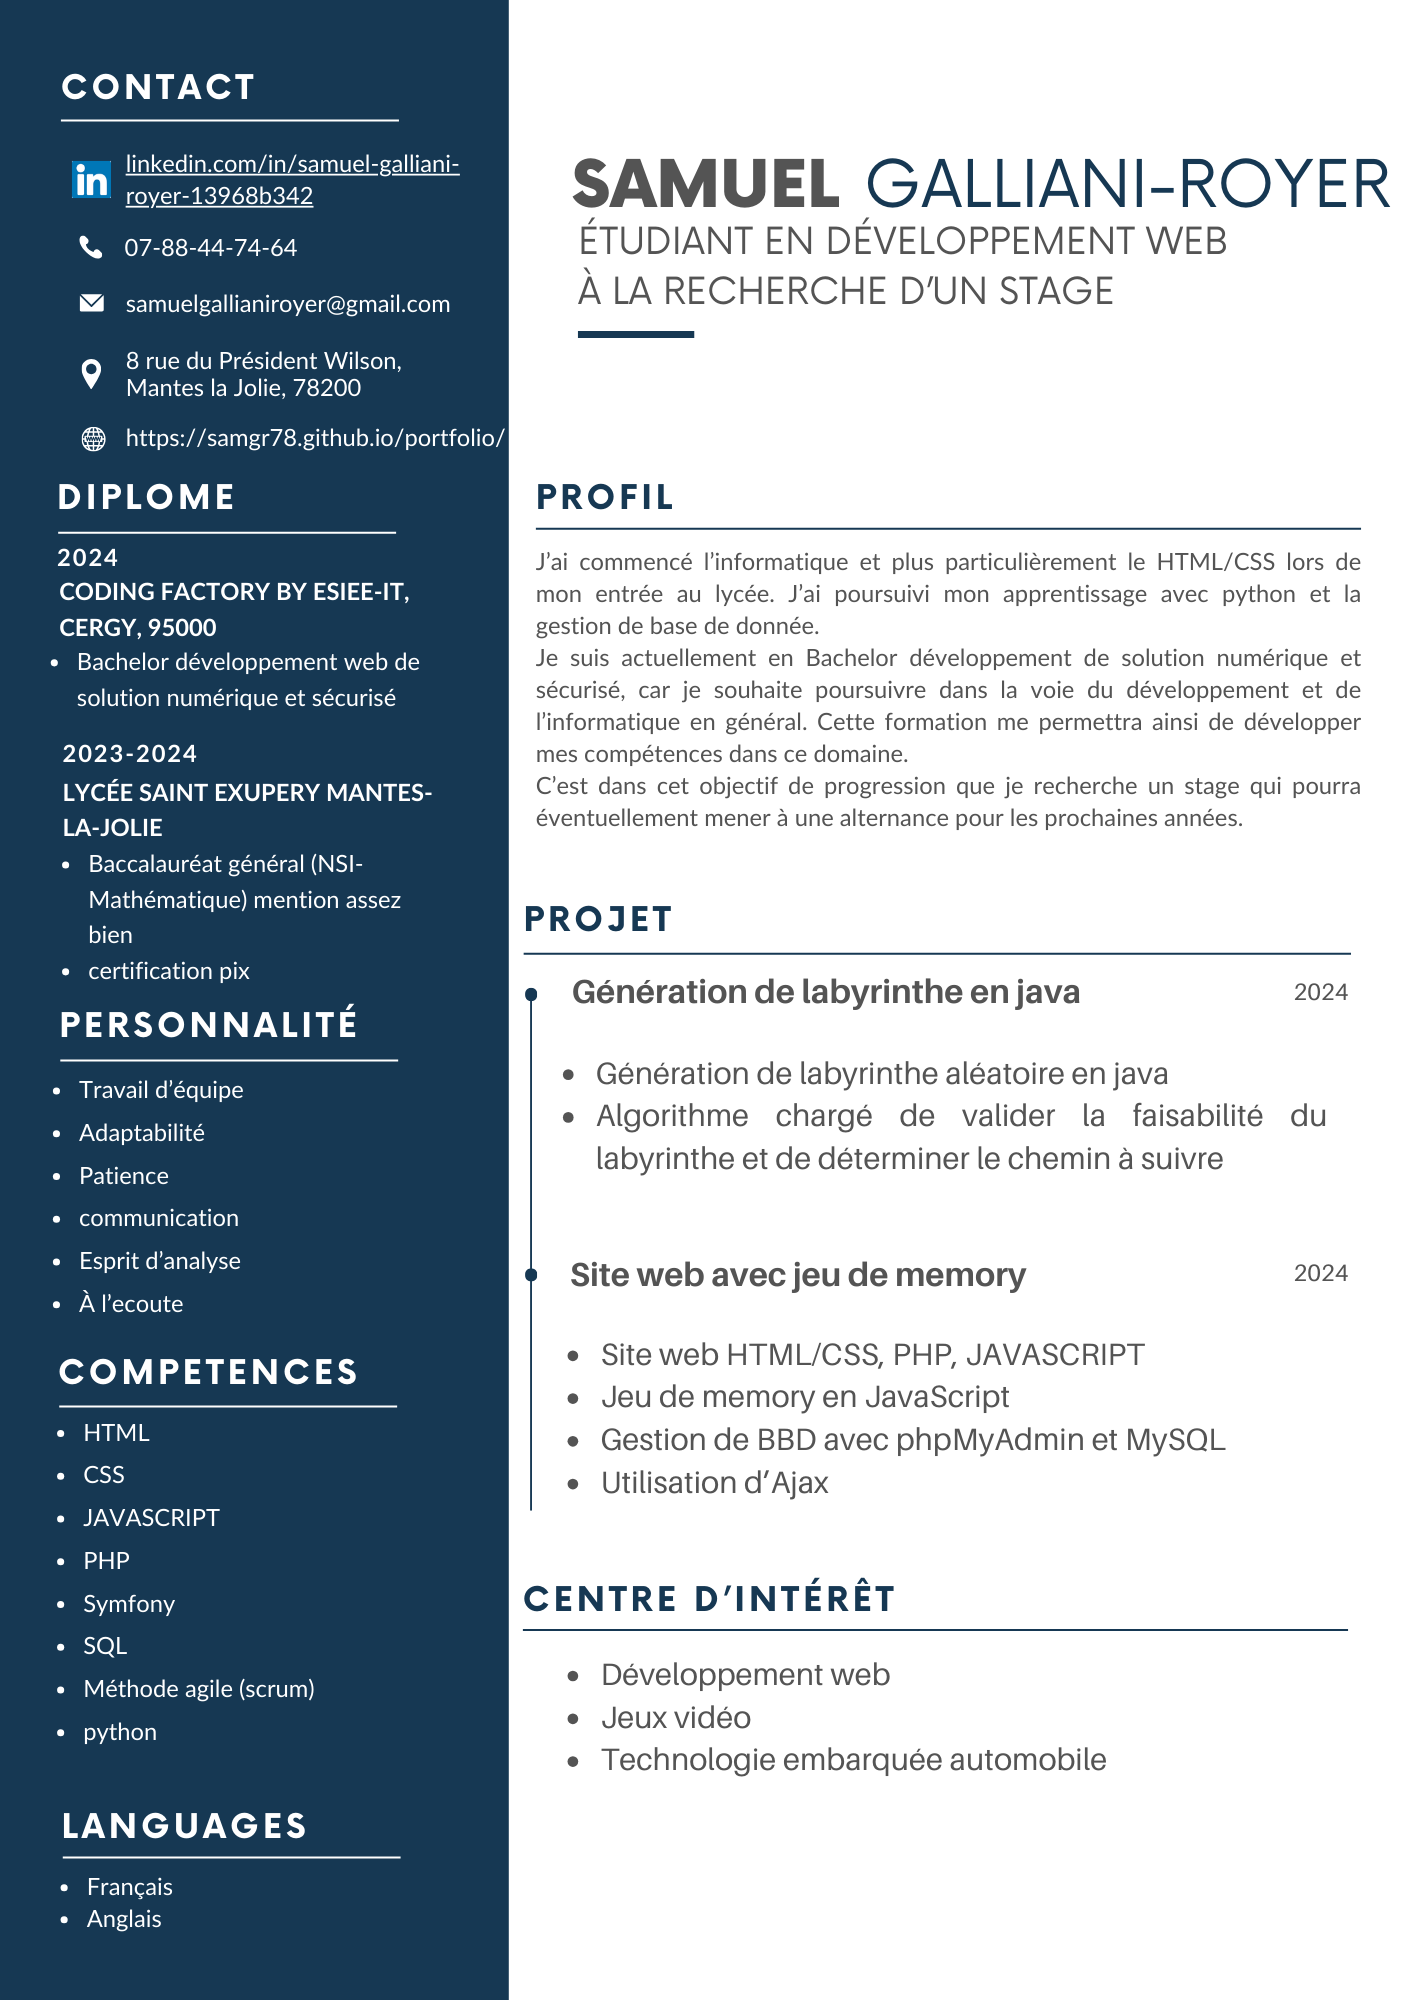 CONTACT
linkedin.com/in/samuel-galliani-
royer-13968b342
07-88-44-74-64
samuelgallianiroyer@gmail.com
8 rue du Président Wilson,
Mantes la Jolie, 78200
https://samgr78.github.io/portfolio/
DIPLOME
2024
CODING FACTORY BY ESIEE-IT,
CERGY, 95000
• Bachelor développement web de
solution numérique et sécurisé
2023-2024
LYCÉE SAINT EXUPERY MANTES-
LA-JOLIE
• Baccalauréat général (NSI-
Mathématique) mention assez
bien
• certification pix
PERSONNALITÉ
• Travail d’équipe
• Adaptabilité
• Patience
• communication
• Esprit d’analyse
• À l’ecoute
COMPETENCES
• HTML
• CSS
• JAVASCRIPT
• PHP
• Symfony
• SQL
• Méthode agile (scrum)
• python
LANGUAGES
• Français
• Anglais
SAMUEL GALLIANI-ROYER
ÉTUDIANT EN DÉVELOPPEMENT WEB
À LA RECHERCHE D’UN STAGE
PROFIL
J’ai commencé l’informatique et plus particulièrement le HTML/CSS lors de
mon entrée au lycée. J’ai poursuivi mon apprentissage avec python et la
gestion de base de donnée.
Je suis actuellement en Bachelor développement de solution numérique et
sécurisé, car je souhaite poursuivre dans la voie du développement et de
l’informatique en général. Cette formation me permettra ainsi de développer
mes compétences dans ce domaine.
C’est dans cet objectif de progression que je recherche un stage qui pourra
éventuellement mener à une alternance pour les prochaines années.
PROJET
Génération de labyrinthe en java 2024
• Génération de labyrinthe aléatoire en java
• Algorithme chargé de valider la faisabilité du
labyrinthe et de déterminer le chemin à suivre
Site web avec jeu de memory 2024
• Site web HTML/CSS, PHP, JAVASCRIPT
• Jeu de memory en JavaScript
• Gestion de BBD avec phpMyAdmin et MySQL
• Utilisation d’Ajax
CENTRE D’INTÉRÊT
• Développement web
• Jeux vidéo
• Technologie embarquée automobile